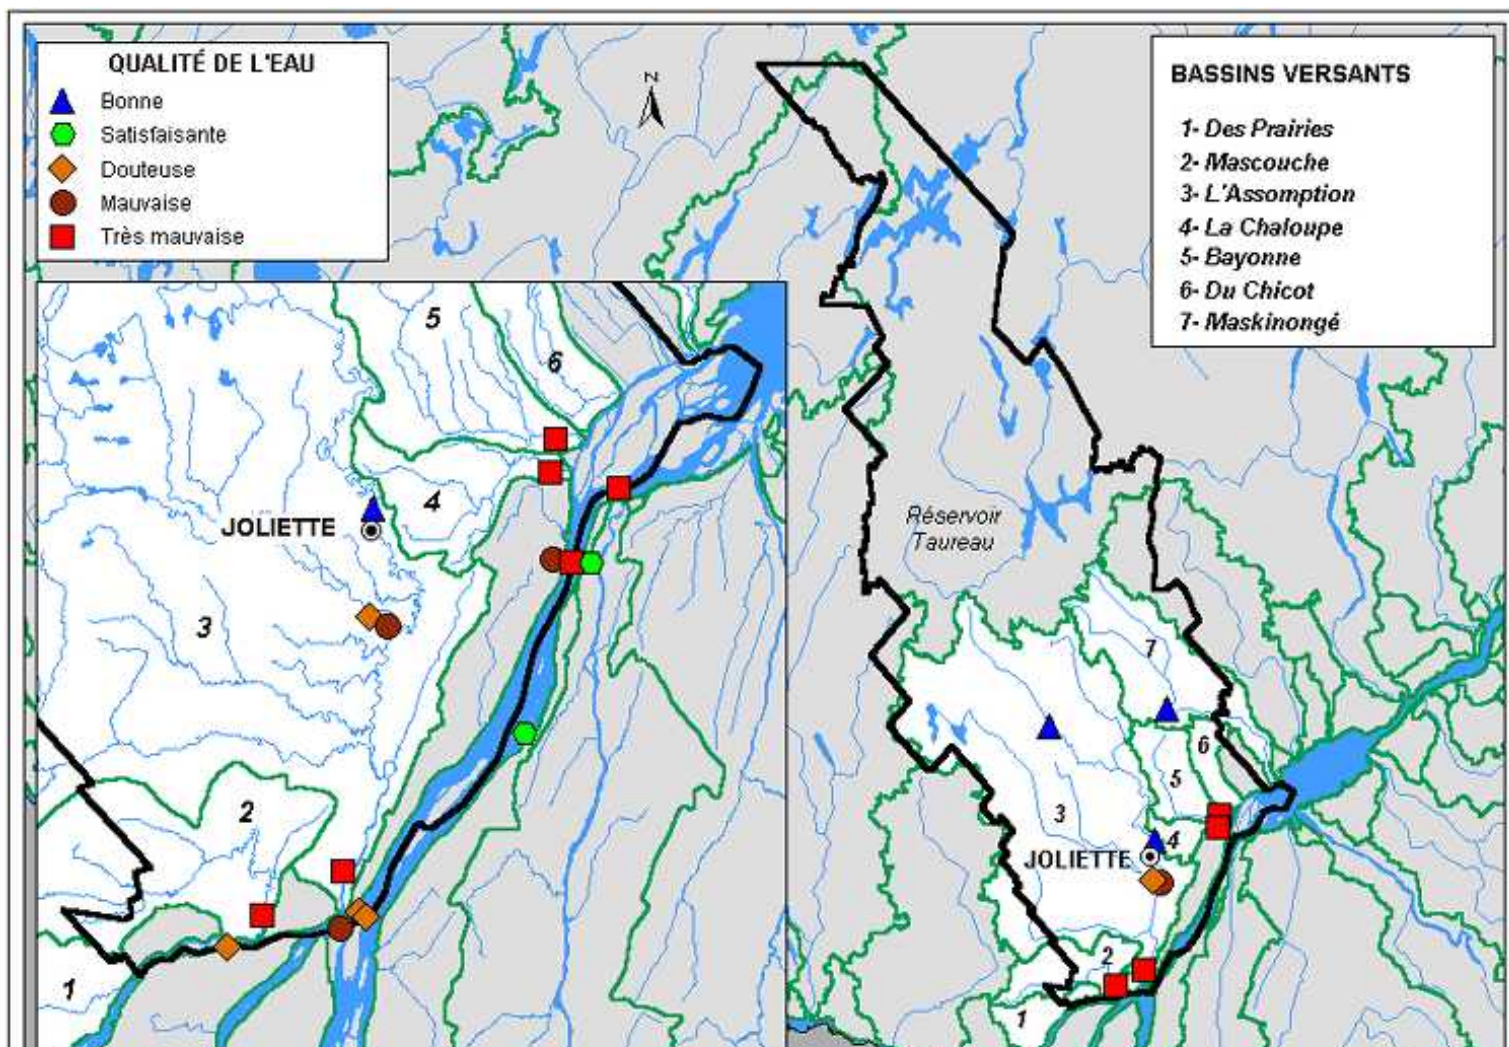 QUALITÉ DE L'EAU
Bonne
Satisfaisante
Douteuse
Mauvaise
Très mauvaise
N
BASSINS VERSANTS
1- Des Prairies
2- Mascouche
3- L'Assomption
4- La Chaloupe
5- Bayonne
6- Du Chicot
7- Maskinongé
5
6
4
JOLIETTE
3
2
1
Réservoir
Taureau
7
6
5
3
4
JOLIETTE
2
1